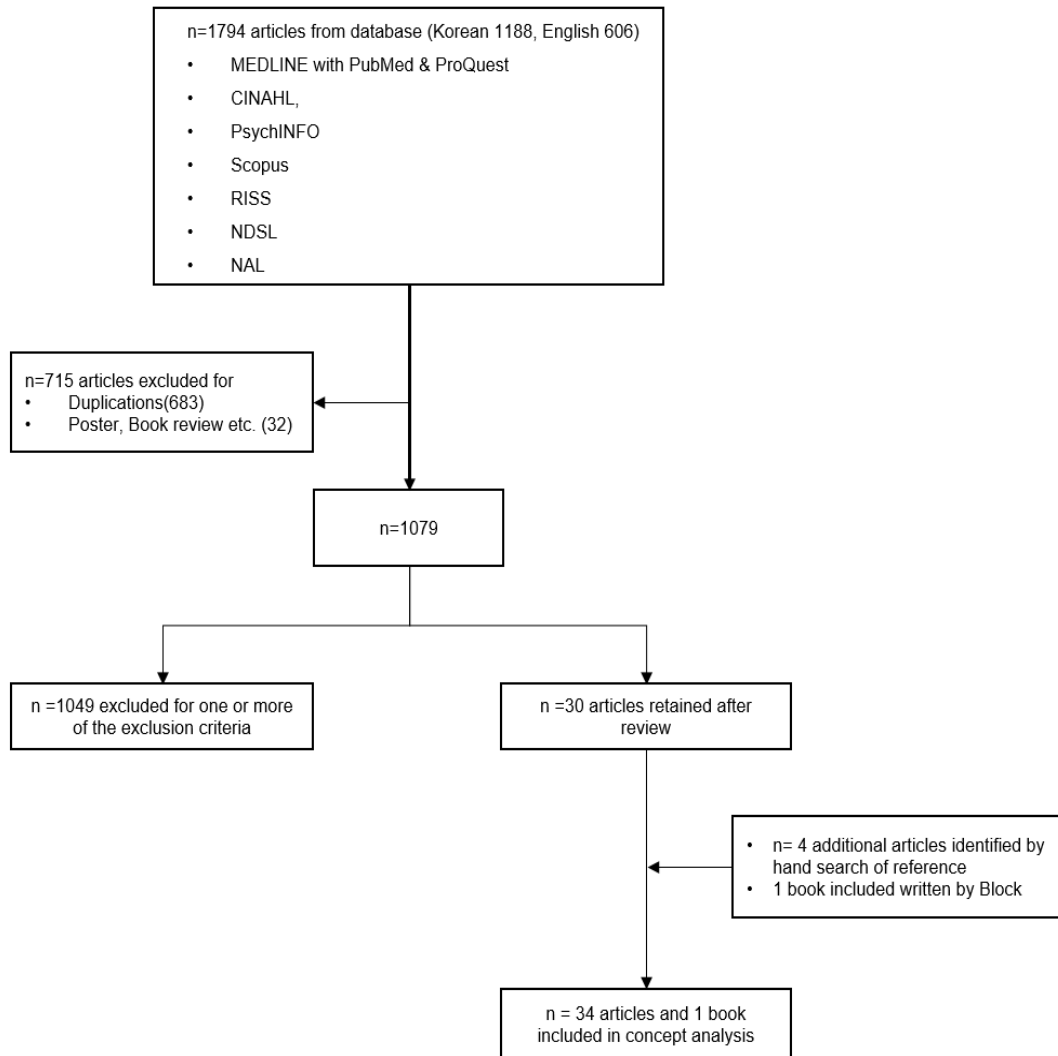 n=1794 articles from database (Korean 1188, English 606)
• MEDLINE with PubMed & ProQuest
• CINAHL,
• PsychINFO
• Scopus
• RISS
• NDSL
• NAL
n=715 articles excluded for
• Duplications(683)
• Poster, Book review etc. (32)
n=1079
n =1049 excluded for one or more
of the exclusion criteria
n =30 articles retained after
review
• n= 4 additional articles identified by
hand search of reference
• 1 book included written by Block
n = 34 articles and 1 book
included in concept analysis